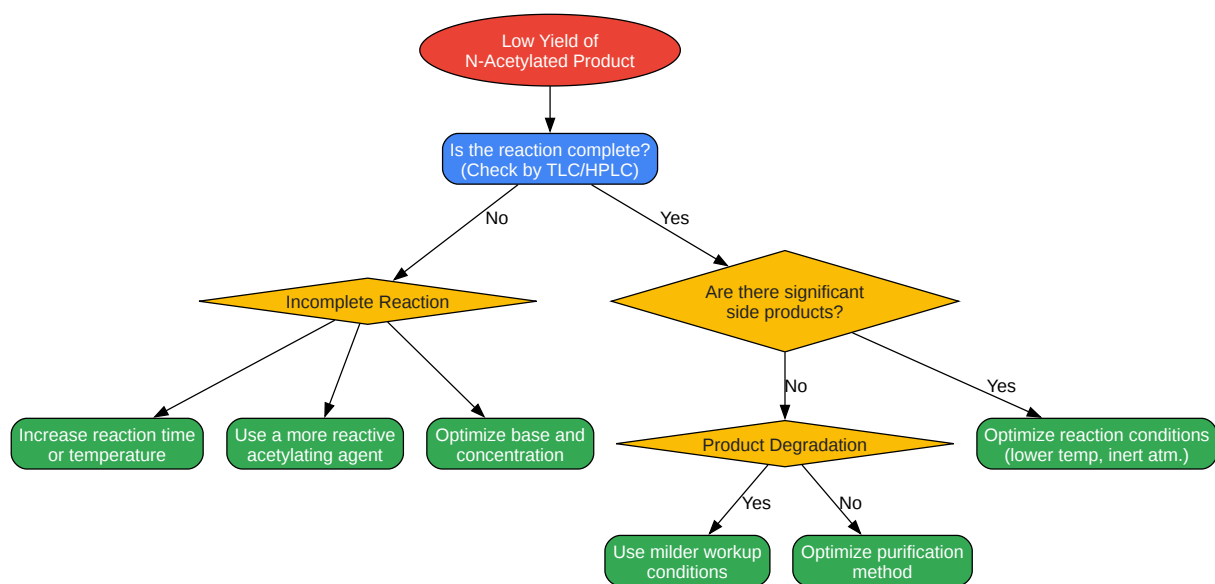 Low Yield of
N-Acetylated Product
Is the reaction complete?
(Check by TLC/HPLC)
No
Yes
Incomplete Reaction
Are there significant
side products?
No
Yes
Increase reaction time
or temperature
Use a more reactive
acetylating agent
Optimize base and
concentration
Product Degradation
Optimize reaction conditions
(lower temp, inert atm.)
Yes
No
Use milder workup
conditions
Optimize purification
method